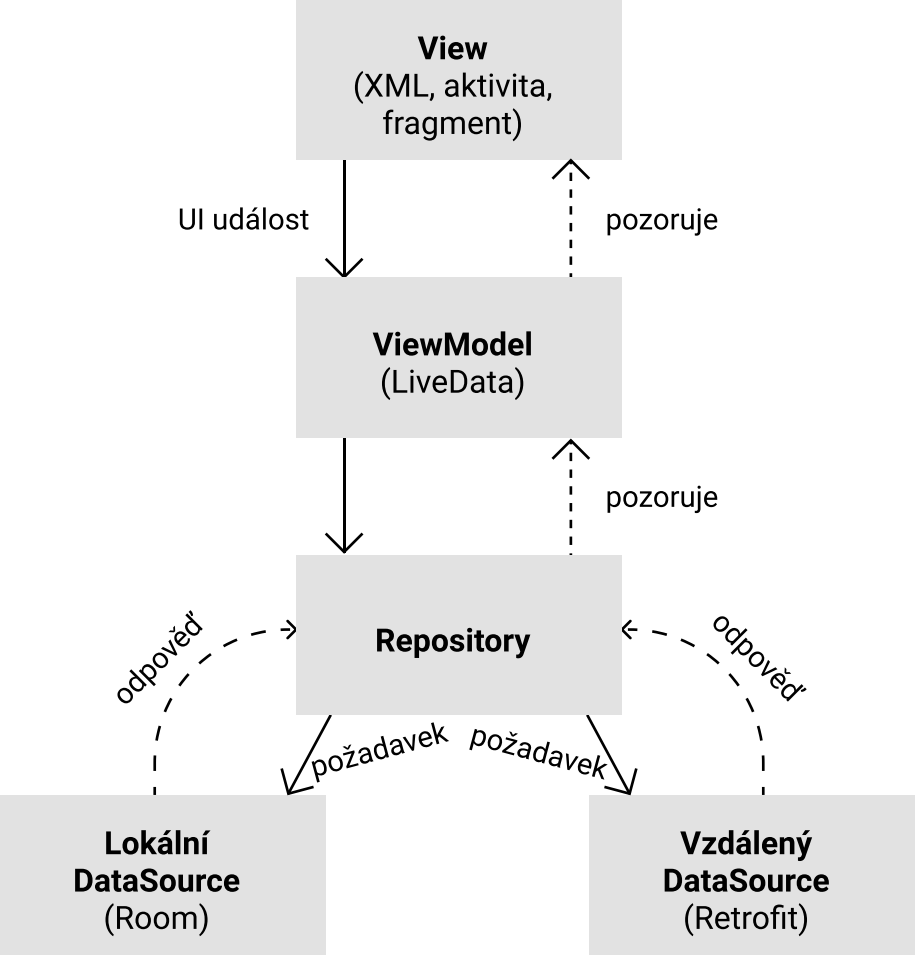 View
(XML, aktivita,
fragment)
UI událost
pozoruje
ViewModel
(LiveData)
pozoruje
Repository
odpověď
odpověď
požadavek
požadavek
Lokální
DataSource
(Room)
Vzdálený
DataSource
(Retrofit)